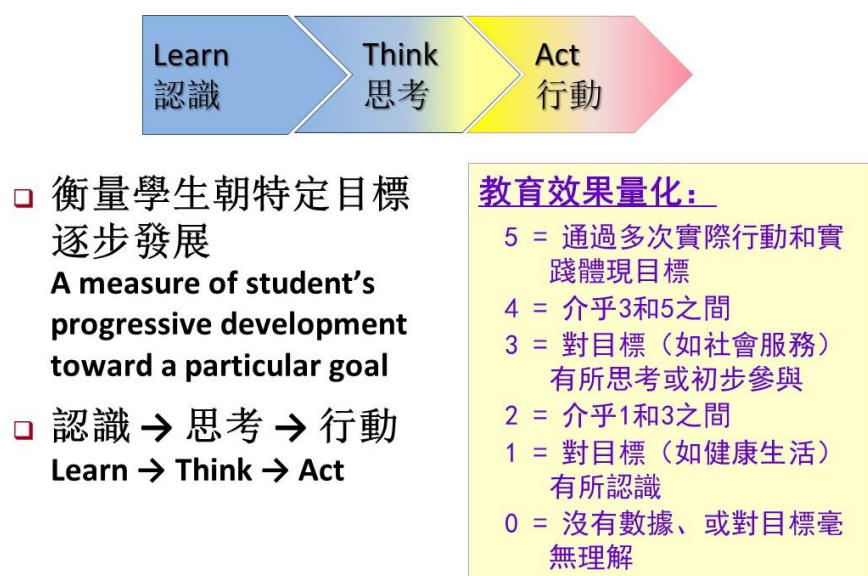 Learn
認識
Think
思考
Act
行動
衡量學生朝特定目標
逐步發展
A measure of student’s
progressive development
toward a particular goal
認識 → 思考 → 行動
Learn → Think → Act
教育效果量化：
5 = 通過多次實際行動和實
踐體現目標
4 = 介乎3和5之間
3 = 對目標（如社會服務）
有所思考或初步參與
2 = 介乎1和3之間
1 = 對目標（如健康生活）
有所認識
0 = 沒有數據、或對目標毫
無理解